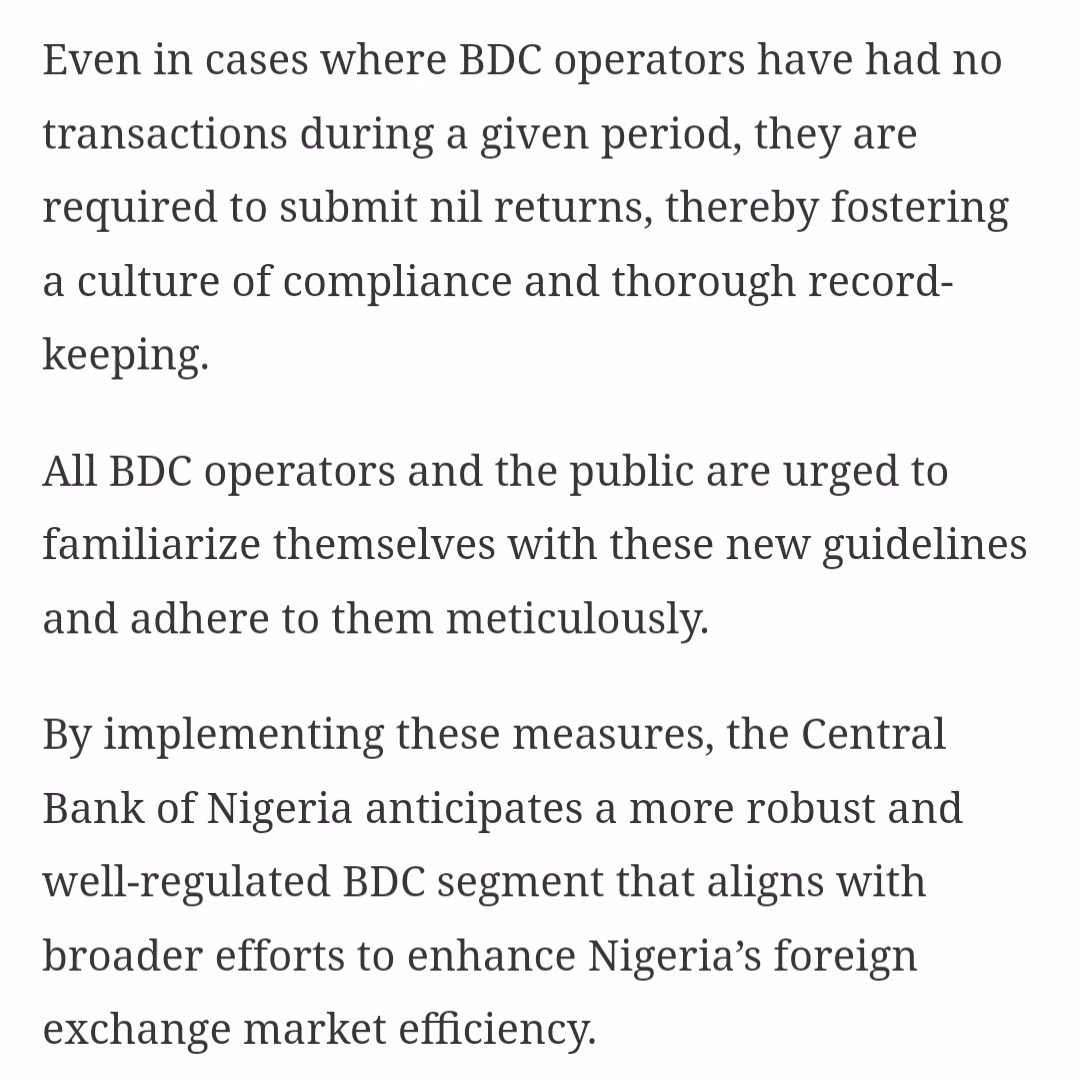 Even in cases where BDC operators have had no
transactions during a given period, they are
required to submit nil returns, thereby fostering
a culture of compliance and thorough record-
keeping.
All BDC operators and the public are urged to
familiarize themselves with these new guidelines
and adhere to them meticulously.
By implementing these measures, the Central
Bank of Nigeria anticipates a more robust and
well-regulated BDC segment that aligns with
broader efforts to enhance Nigeria’s foreign
exchange market efficiency.